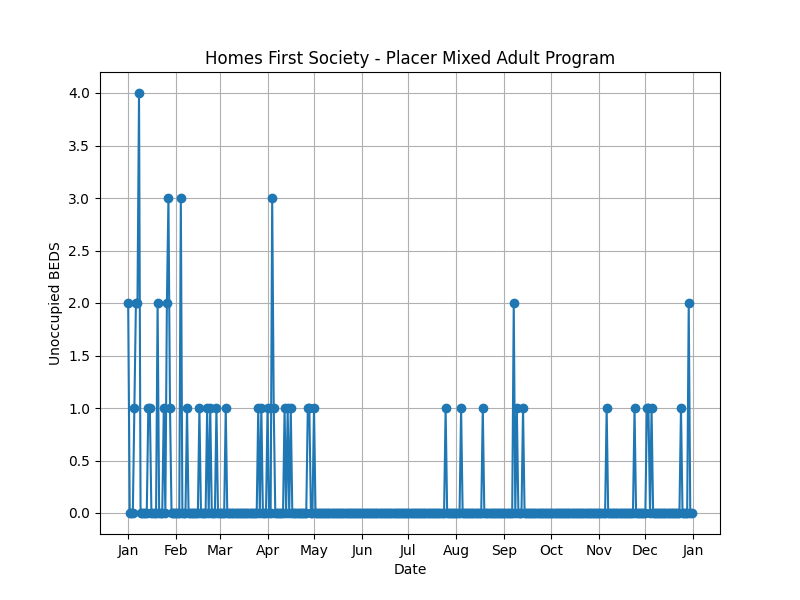 Homes First Society - Placer Mixed Adult Program
4.0
3.5
3.0
2.5
2.0
1.5
1.0
0.5
0.0
Unoccupied BEDS
Jan Feb Mar Apr May Jun Jul Aug Sep Oct Nov Dec Jan
Date